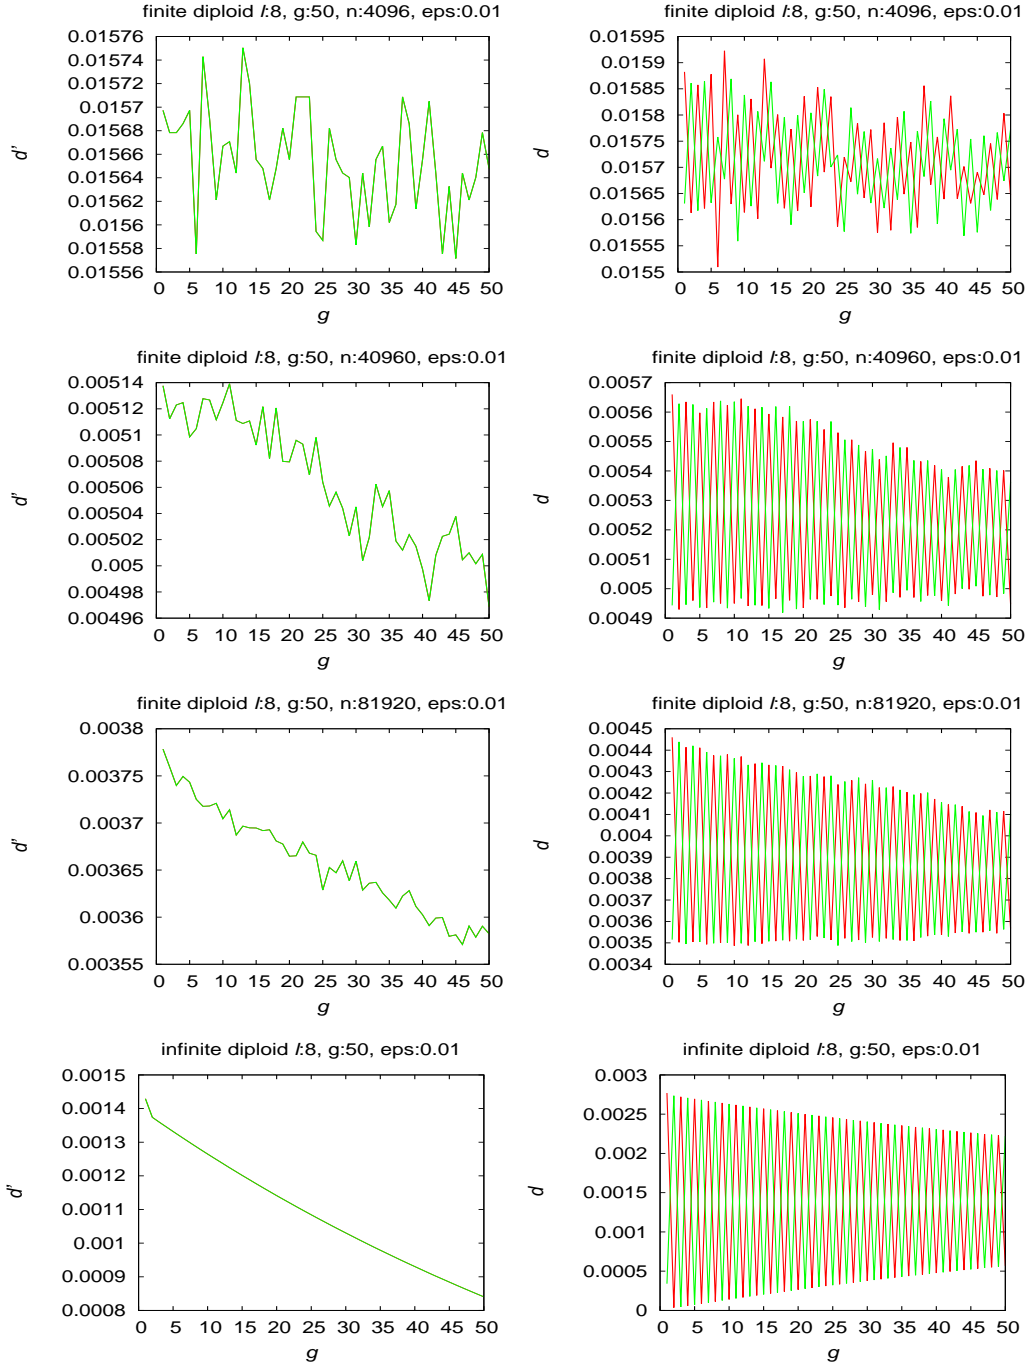 finite diploid l:8, g:50, n:4096, eps:0.01
0.01576
0.01574
0.01572
0.0157
0.01568
0.01566
0.01564
0.01562
0.0156
0.01558
0.01556
d'
0 5 10 15 20 25 30 35 40 45 50
g
finite diploid l:8, g:50, n:4096, eps:0.01
0.01595
0.0159
0.01585
0.0158
0.01575
0.0157
0.01565
0.0156
0.01555
0.0155
d
0 5 10 15 20 25 30 35 40 45 50
g
finite diploid l:8, g:50, n:40960, eps:0.01
0.00514
0.00512
0.0051
0.00508
0.00506
0.00504
0.00502
0.005
0.00498
0.00496
d'
0 5 10 15 20 25 30 35 40 45 50
g
finite diploid l:8, g:50, n:40960, eps:0.01
0.0057
0.0056
0.0055
0.0054
0.0053
0.0052
0.0051
0.005
0.0049
d
0 5 10 15 20 25 30 35 40 45 50
g
finite diploid l:8, g:50, n:81920, eps:0.01
0.0038
0.00375
0.0037
0.00365
0.0036
0.00355
d'
0 5 10 15 20 25 30 35 40 45 50
g
finite diploid l:8, g:50, n:81920, eps:0.01
0.0045
0.0044
0.0043
0.0042
0.0041
0.004
0.0039
0.0038
0.0037
0.0036
0.0035
0.0034
d
0 5 10 15 20 25 30 35 40 45 50
g
infinite diploid l:8, g:50, eps:0.01
0.0015
0.0014
0.0013
0.0012
0.0011
0.001
0.0009
0.0008
d'
0 5 10 15 20 25 30 35 40 45 50
g
infinite diploid l:8, g:50, eps:0.01
0.003
0.0025
0.002
0.0015
0.001
0.0005
0
d
0 5 10 15 20 25 30 35 40 45 50
g